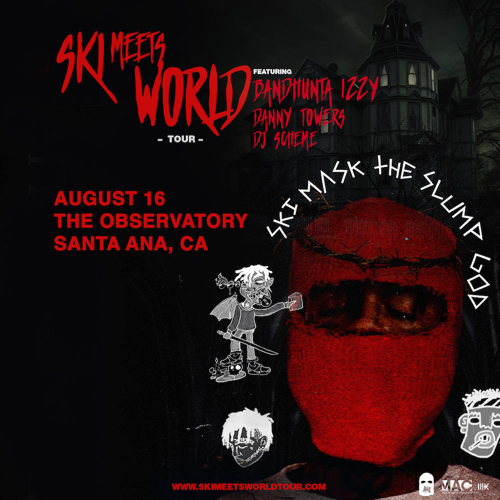 SKI MEETS
WORLD
- TOUR -
FEATURING
BANDHUNTA IZZY
DANNY TOWERS
DJ SCHEME
AUGUST 16
THE OBSERVATORY
SANTA ANA, CA
SKI MASK THE SLUMP GOD
WWW.SKIMEETSWORLDTOUR.COM
MAC